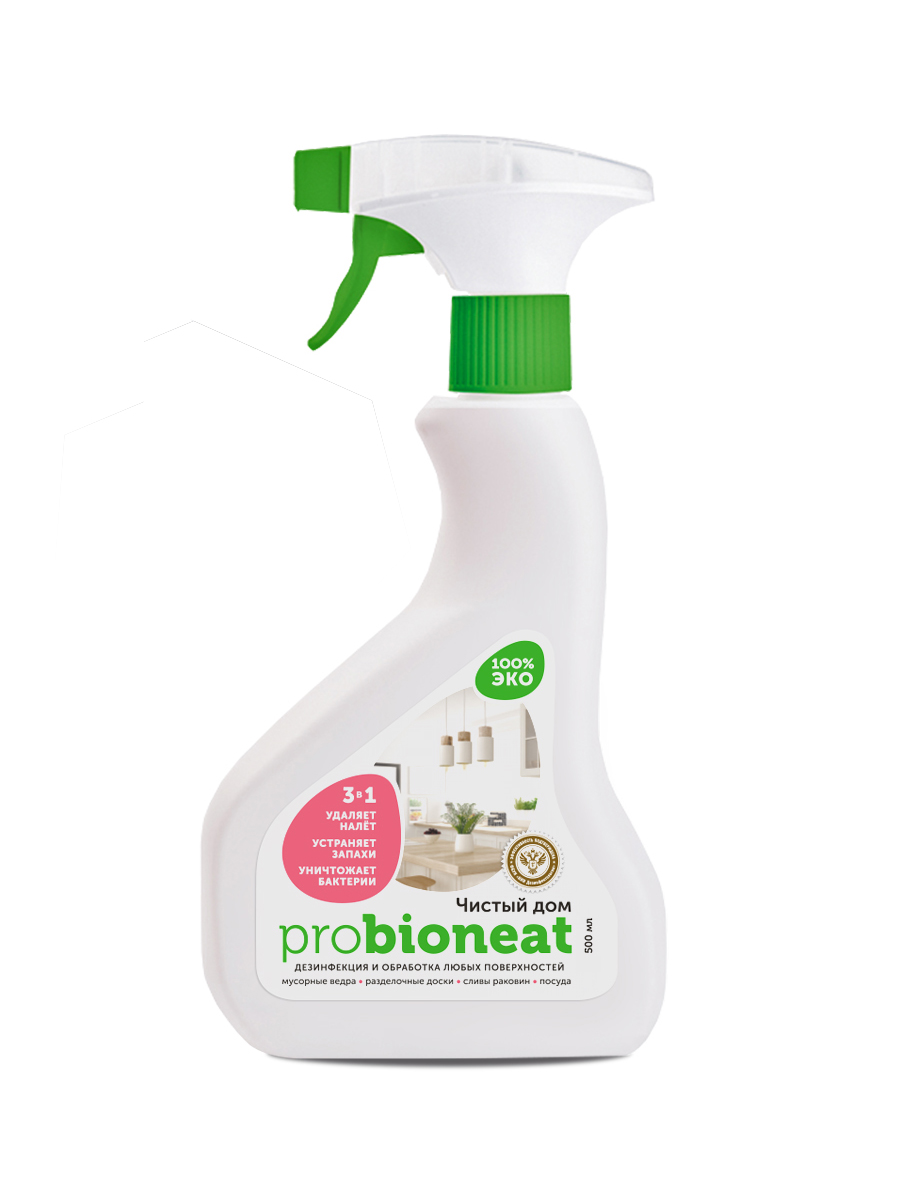 100%
ЭКО
3 в 1
УДАЛЯЕТ
НАЛЁТ
УСТРАНЯЕТ
ЗАПАХИ
УНИЧТОЖАЕТ
БАКТЕРИИ
Чистый дом
probioneat
500 мл
ДЕЗИНФЕКЦИЯ И ОБРАБОТКА ЛЮБЫХ ПОВЕРХНОСТЕЙ
мусорные ведра • разделочные доски • сливы раковин • посуда